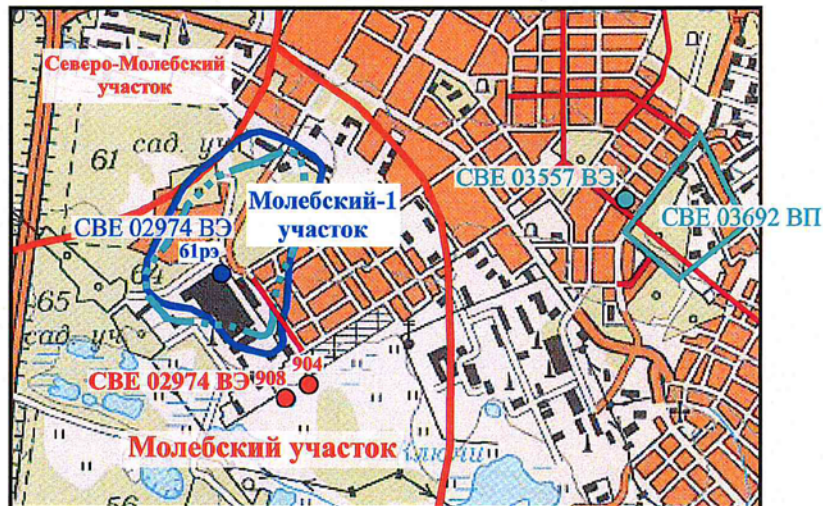 Северо-Молебский
участок
61
сад. уч
СВЕ 03557 ВЭ
Молебский-1
участок
СВЕ 03692 ВП
СВЕ 02974 ВЭ
61рэ
64
65
сад. уч
904
СВЕ 02974 ВЭ
908
Молебский участок
ключи
56